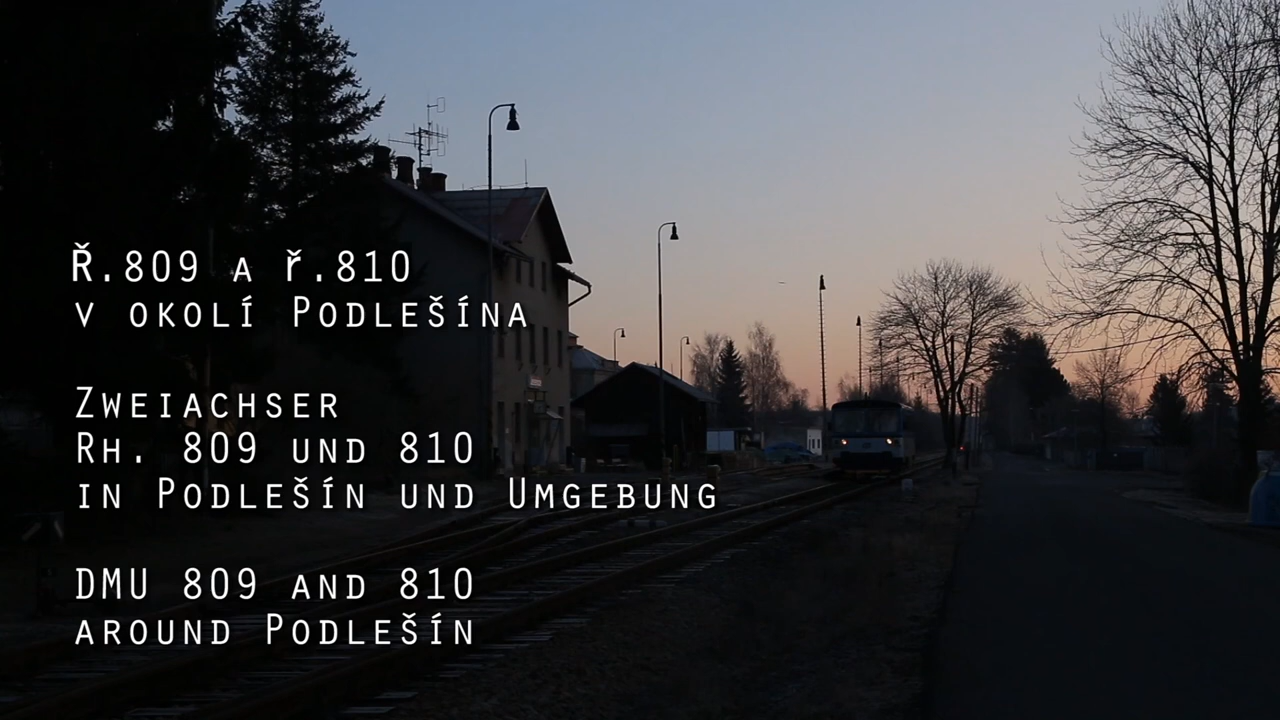 Ř.809 a ř.810
v okolí Podlešína
Zweiachser
Rh. 809 und 810
in Podlešín und Umgebung
DMU 809 and 810
around Podlešín